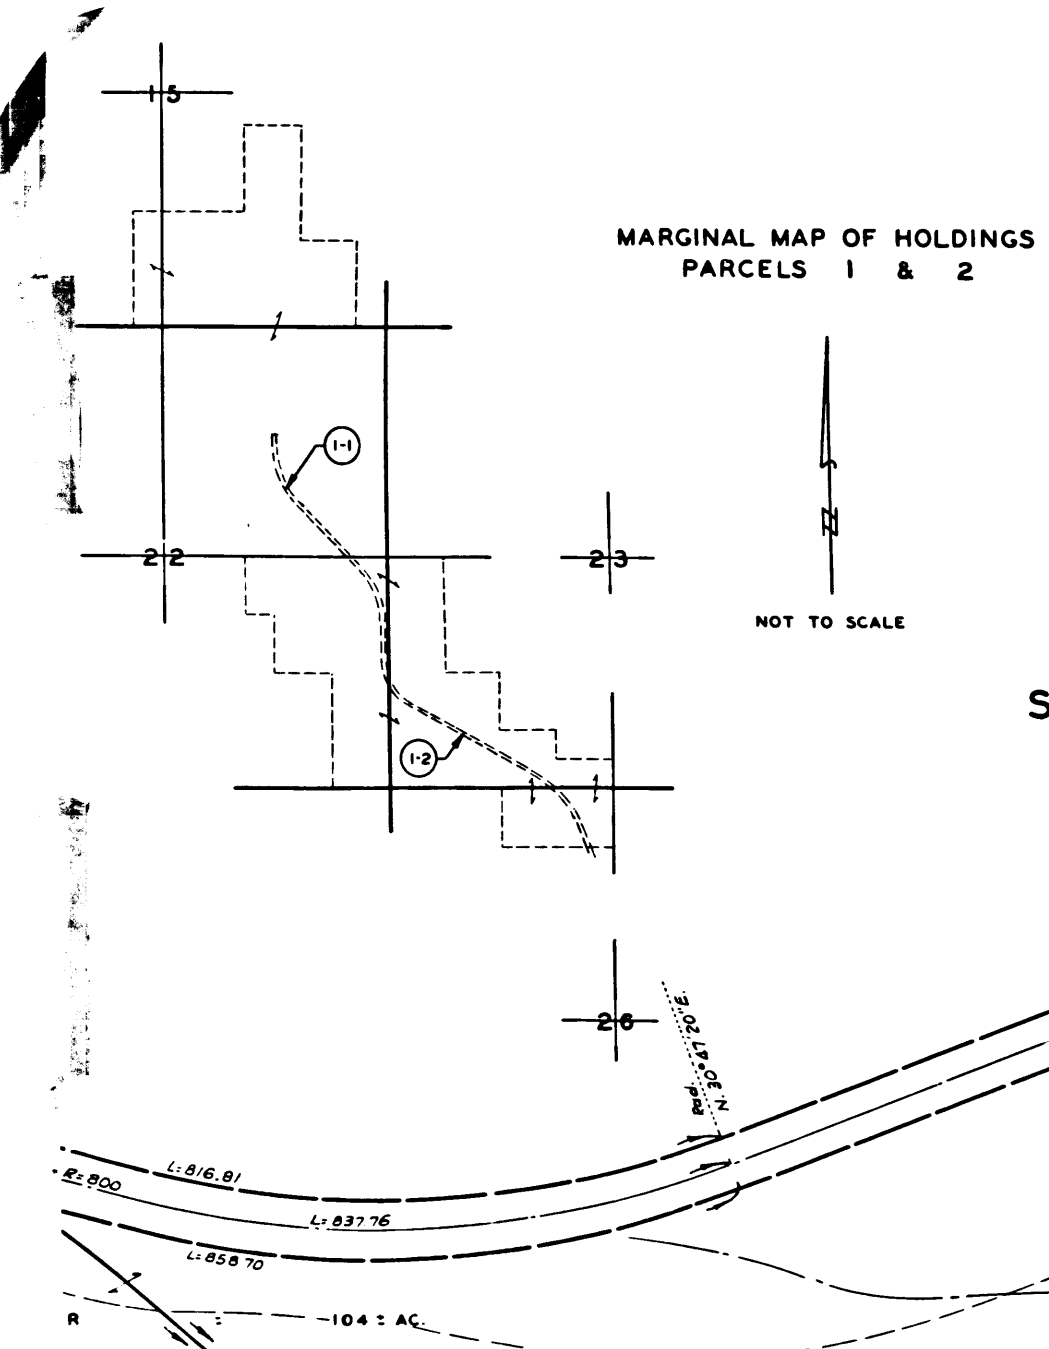 15
MARGINAL MAP OF HOLDINGS
PARCELS 1 & 2
1-1
22
23
N
NOT TO SCALE
S
1-2
26
Rad.
N. 30° 47' 20" E.
L=816.81
R=800
L=837.76
L=858.70
R = 104 ± AC.